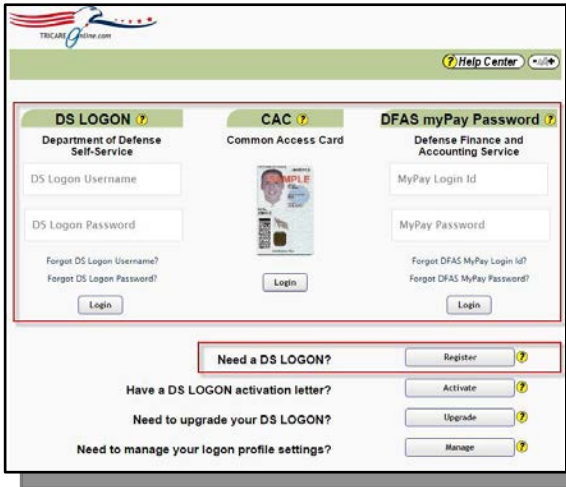 TRICARE Online.com
? Help Center
DS LOGON ?
Department of Defense
Self-Service
DS Logon Username
DS Logon Password
Forgot DS Logon Username?
Forgot DS Logon Password?
Login
CAC ?
Common Access Card
SAMPLE
Login
DFAS myPay Password ?
Defense Finance and
Accounting Service
MyPay Login Id
MyPay Password
Forgot DFAS MyPay Login Id?
Forgot DFAS MyPay Password?
Login
Need a DS LOGON? Register ?
Have a DS LOGON activation letter? Activate ?
Need to upgrade your DS LOGON? Upgrade ?
Need to manage your logon profile settings? Manage ?